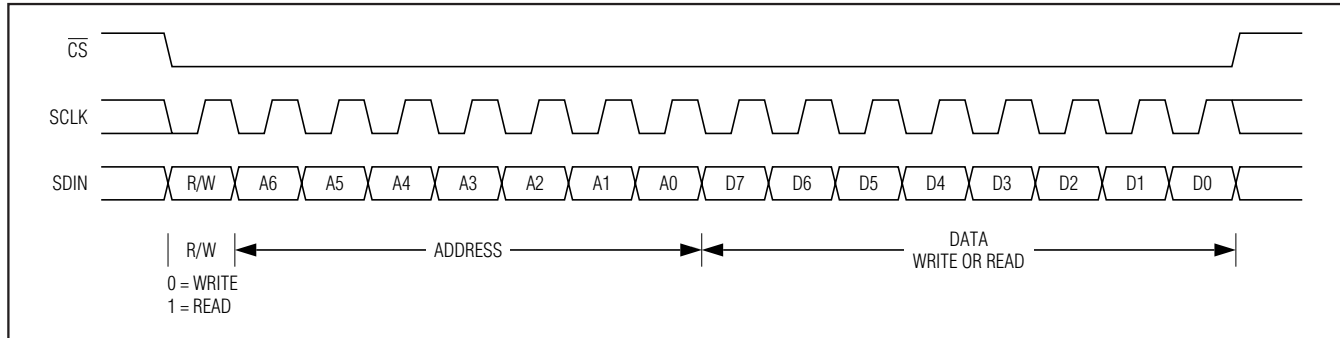 CS
SCLK
SDIN R/W A6 A5 A4 A3 A2 A1 A0 D7 D6 D5 D4 D3 D2 D1 D0
R/W ADDRESS DATA
WRITE OR READ
0 = WRITE
1 = READ